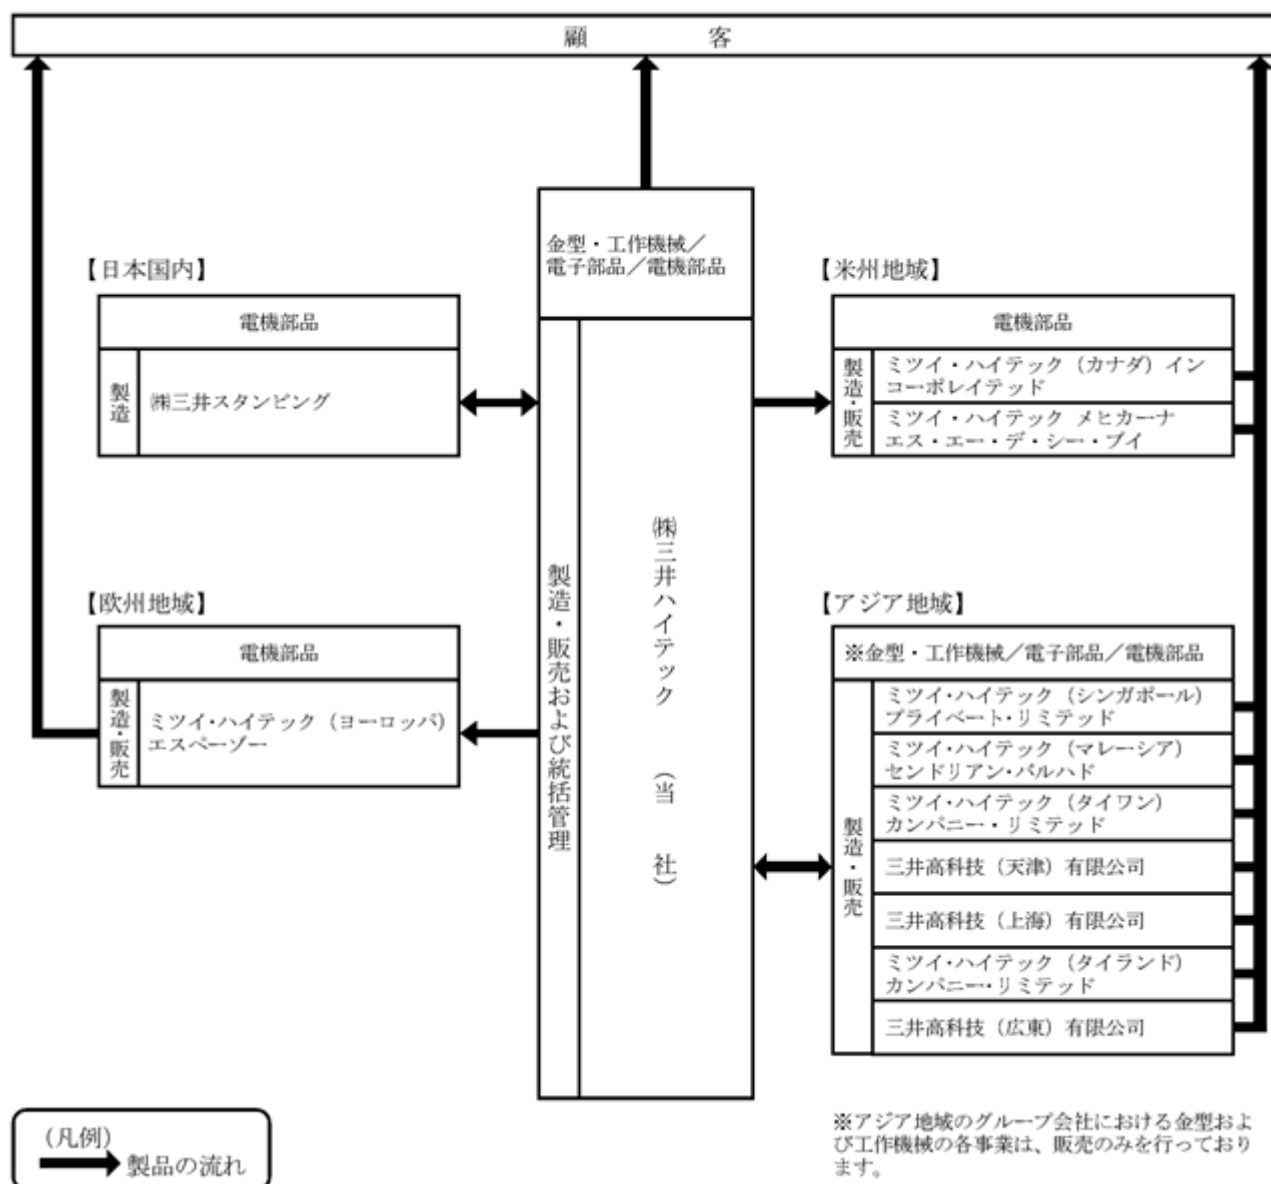 顧　客
金型・工作機械／
電子部品／電機部品
製造・販売および統括管理
㈱三井ハイテック （当社）
【日本国内】
電機部品
製造
㈱三井スタンピング
【欧州地域】
電機部品
製造・販売
ミツイ・ハイテック（ヨーロッパ）
エスペーゾー
【米州地域】
電機部品
製造・販売
ミツイ・ハイテック（カナダ）イン
コーポレイテッド
ミツイ・ハイテック メヒカーナ
エス・エー・デ・シー・ブイ
【アジア地域】
※金型・工作機械／電子部品／電機部品
製造・販売
ミツイ・ハイテック（シンガポール）
プライベート・リミテッド
ミツイ・ハイテック（マレーシア）
センドリアン・バルハド
ミツイ・ハイテック（タイワン）
カンパニー・リミテッド
三井高科技（天津）有限公司
三井高科技（上海）有限公司
ミツイ・ハイテック（タイランド）
カンパニー・リミテッド
三井高科技（広東）有限公司
（凡例）
製品の流れ
※アジア地域のグループ会社における金型およ
び工作機械の各事業は、販売のみを行っており
ます。